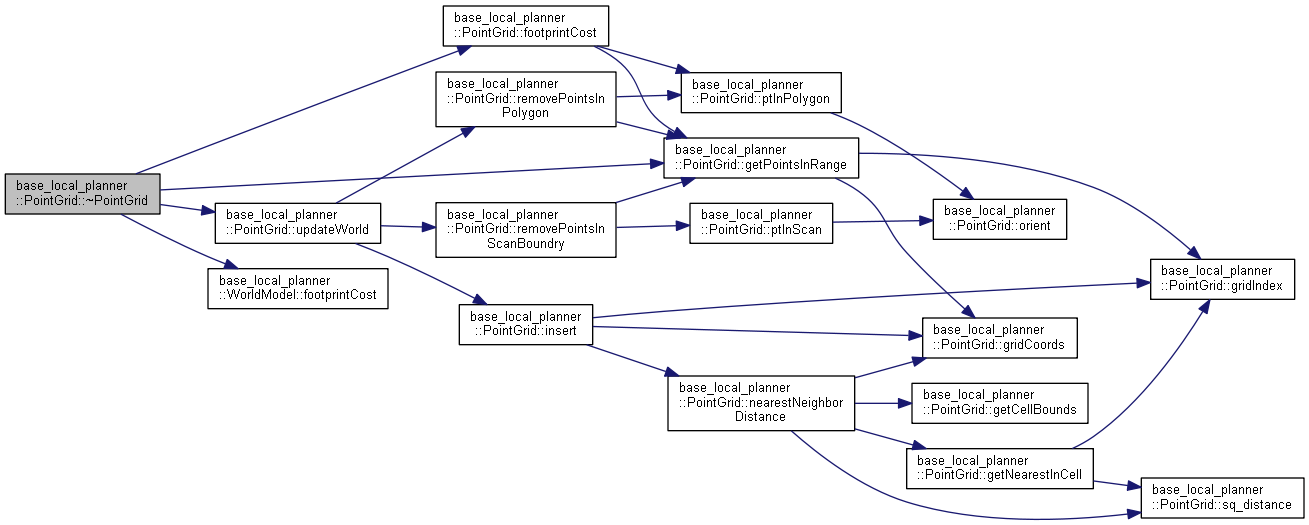 base_local_planner
::PointGrid::~PointGrid
base_local_planner
::PointGrid::footprintCost
base_local_planner
::PointGrid::removePointsIn
Polygon
base_local_planner
::PointGrid::updateWorld
base_local_planner
::WorldModel::footprintCost
base_local_planner
::PointGrid::removePointsIn
ScanBoundry
base_local_planner
::PointGrid::insert
base_local_planner
::PointGrid::ptInPolygon
base_local_planner
::PointGrid::getPointsInRange
base_local_planner
::PointGrid::ptInScan
base_local_planner
::PointGrid::nearestNeighbor
Distance
base_local_planner
::PointGrid::orient
base_local_planner
::PointGrid::gridCoords
base_local_planner
::PointGrid::getCellBounds
base_local_planner
::PointGrid::getNearestInCell
base_local_planner
::PointGrid::gridIndex
base_local_planner
::PointGrid::sq_distance